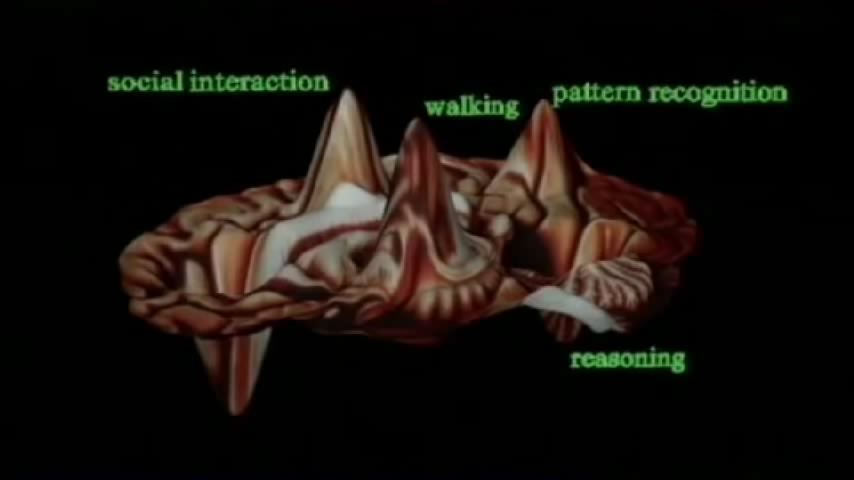 social interaction
walking
pattern recognition
reasoning